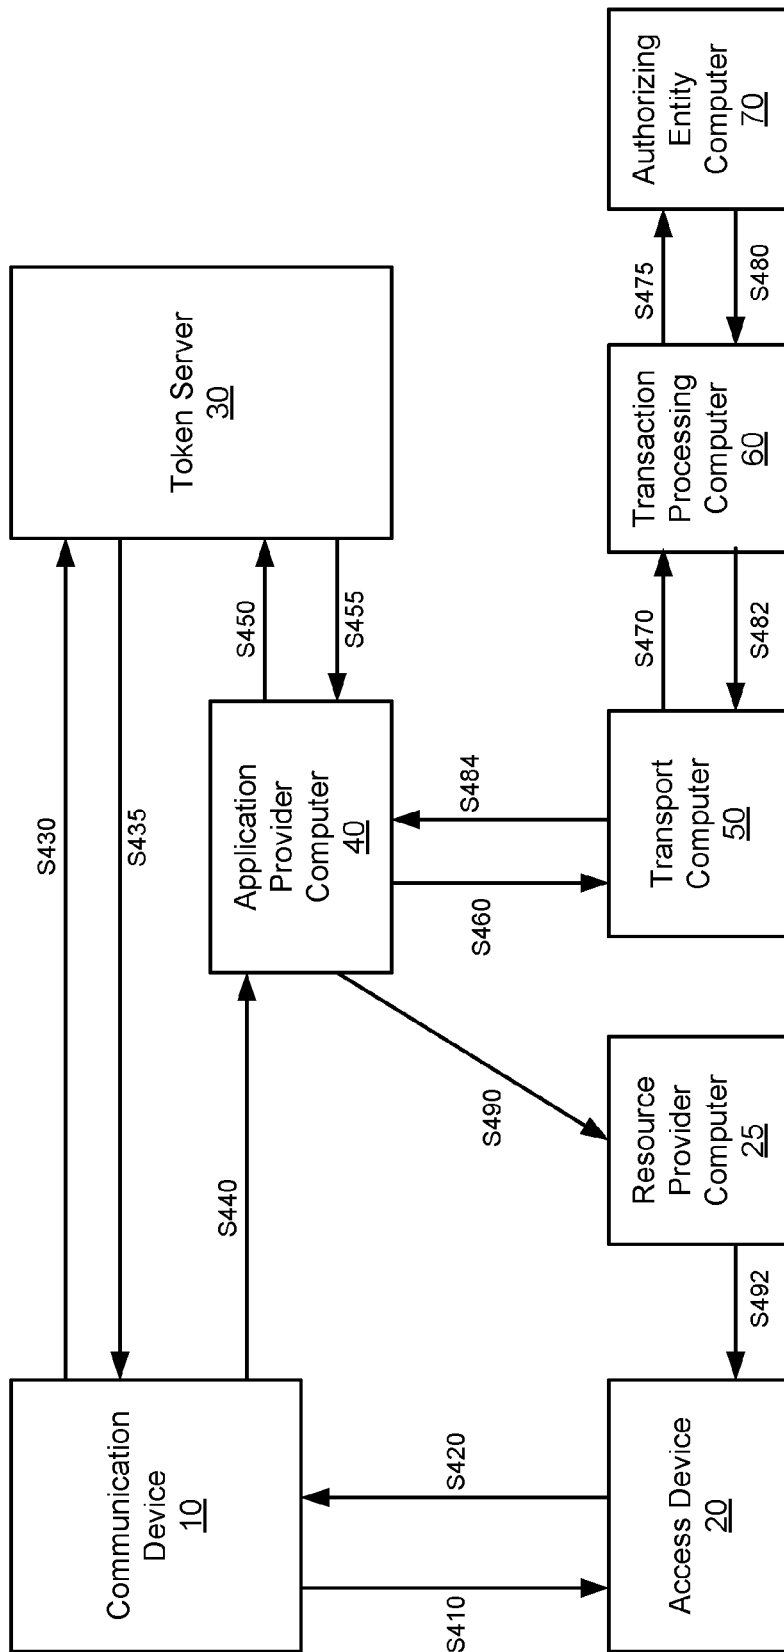 Communication
Device
10
S430
S435
Token Server
30
S440
Application
Provider
Computer
40
S450
S455
S410
S420
S490
S460
S484
Access Device
20
S492
Resource
Provider
Computer
25
Transport
Computer
50
S470
S482
Transaction
Processing
Computer
60
S475
S480
Authorizing
Entity
Computer
70